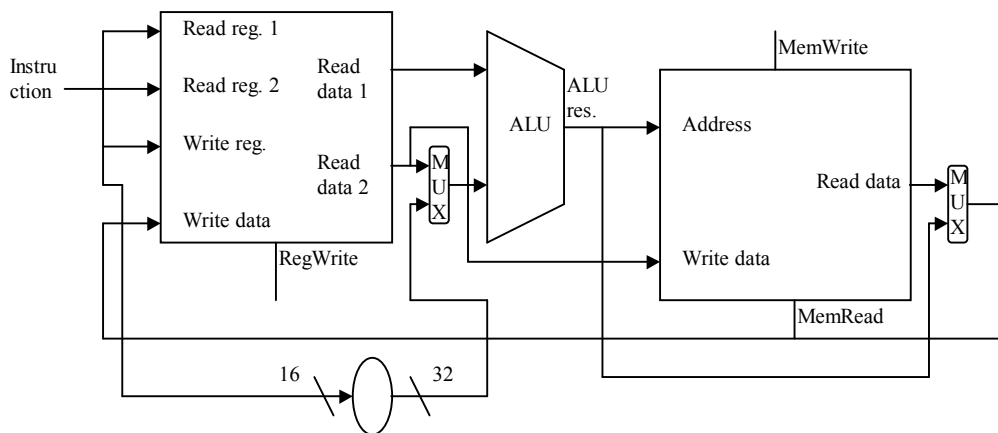 Read reg. 1
Instru
ction
Read reg. 2
Write reg.
Write data
Read
data 1
Read
data 2
RegWrite
M
U
X
ALU
ALU
res.
MemWrite
Address
Read data
Write data
MemRead
M
U
X
16
32